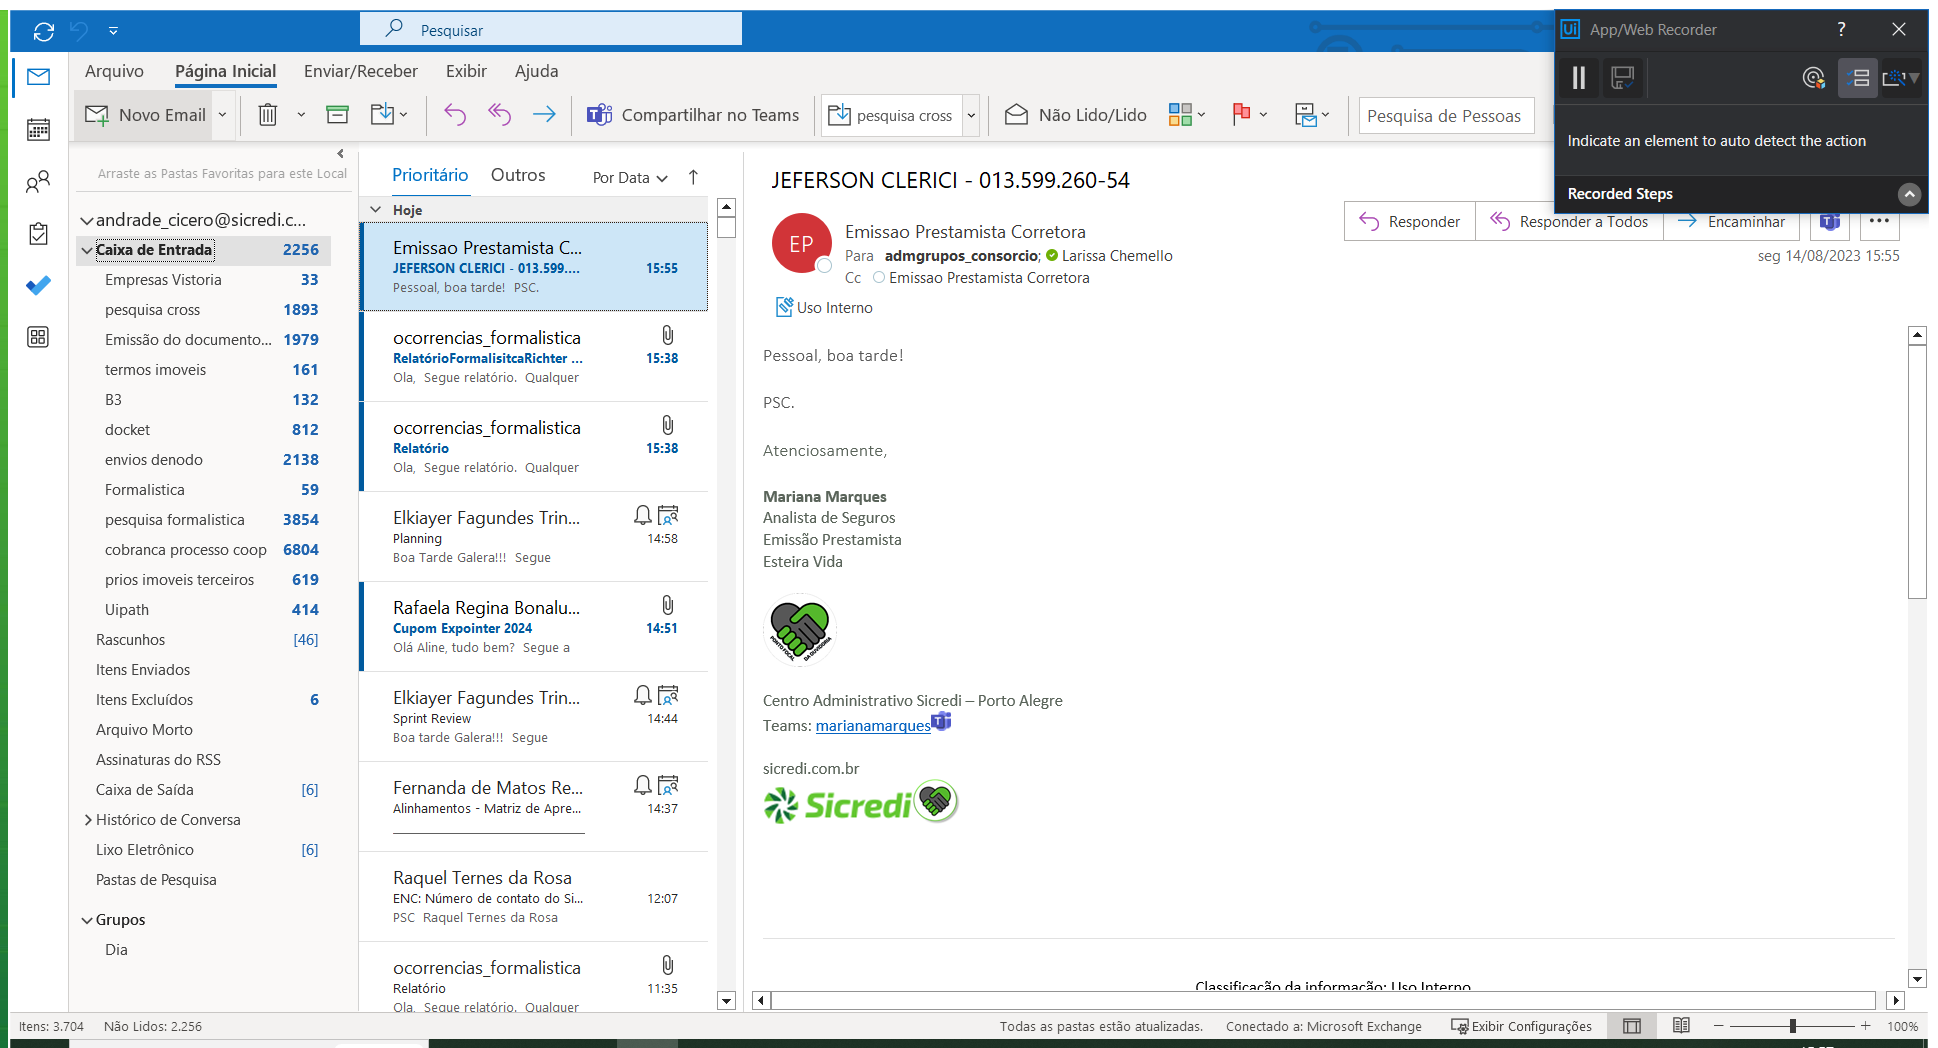 Pesquisar
App/Web Recorder
?
Indicate an element to auto detect the action
Recorded Steps
Arquivo
Página Inicial
Enviar/Receber
Exibir
Ajuda
Novo Email
Compartilhar no Teams
pesquisa cross
Não Lido/Lido
Pesquisa de Pessoas
Arraste as Pastas Favoritas para este Local
andrade_cicero@sicredi.c...
Caixa de Entrada 2256
Empresas Vistoria 33
pesquisa cross 1893
Emissão do documento... 1979
termos imoveis 161
B3 132
docket 812
envios denodo 2138
Formalistica 59
pesquisa formalistica 3854
cobranca processo coop 6804
prios imoveis terceiros 619
Uipath 414
Rascunhos [46]
Itens Enviados
Itens Excluídos 6
Arquivo Morto
Assinaturas do RSS
Caixa de Saída [6]
Histórico de Conversa
Lixo Eletrônico [6]
Pastas de Pesquisa
Grupos
Dia
Prioritário
Outros
Por Data
Hoje
Emissao Prestamista C...
JEFERSON CLERICI - 013.599.... 15:55
Pessoal, boa tarde! PSC.
ocorrencias_formalistica
RelatórioFormalisitcaRichter ... 15:38
Ola, Segue relatório. Qualquer
ocorrencias_formalistica
Relatório 15:38
Ola, Segue relatório. Qualquer
Elkiayer Fagundes Trin...
Planning 14:58
Boa Tarde Galera!!! Segue
Rafaela Regina Bonalu...
Cupom Expointer 2024 14:51
Olá Aline, tudo bem? Segue a
Elkiayer Fagundes Trin...
Sprint Review 14:44
Boa tarde Galera!!! Segue
Fernanda de Matos Re...
Alinhamentos - Matriz de Apre... 14:37
Raquel Ternes da Rosa
ENC: Número de contato do Si... 12:07
PSC Raquel Ternes da Rosa
ocorrencias_formalistica
Relatório 11:35
Ola, Segue relatório. Qualquer
JEFERSON CLERICI - 013.599.260-54
EP
Emissao Prestamista Corretora
Para admgrupos_consorcio; Larissa Chemello
Cc Emissao Prestamista Corretora
Responder
Responder a Todos
Encaminhar
seg 14/08/2023 15:55
Uso Interno
Pessoal, boa tarde!
PSC.
Atenciosamente,
Mariana Marques
Analista de Seguros
Emissão Prestamista
Esteira Vida
PONTO FOCAL DA OUVIDORIA
Centro Administrativo Sicredi – Porto Alegre
Teams: marianamarques
sicredi.com.br
Sicredi
Classificação da informação: Uso Interno
Itens: 3.704 Não Lidos: 2.256
Todas as pastas estão atualizadas.
Conectado a: Microsoft Exchange
Exibir Configurações
100%